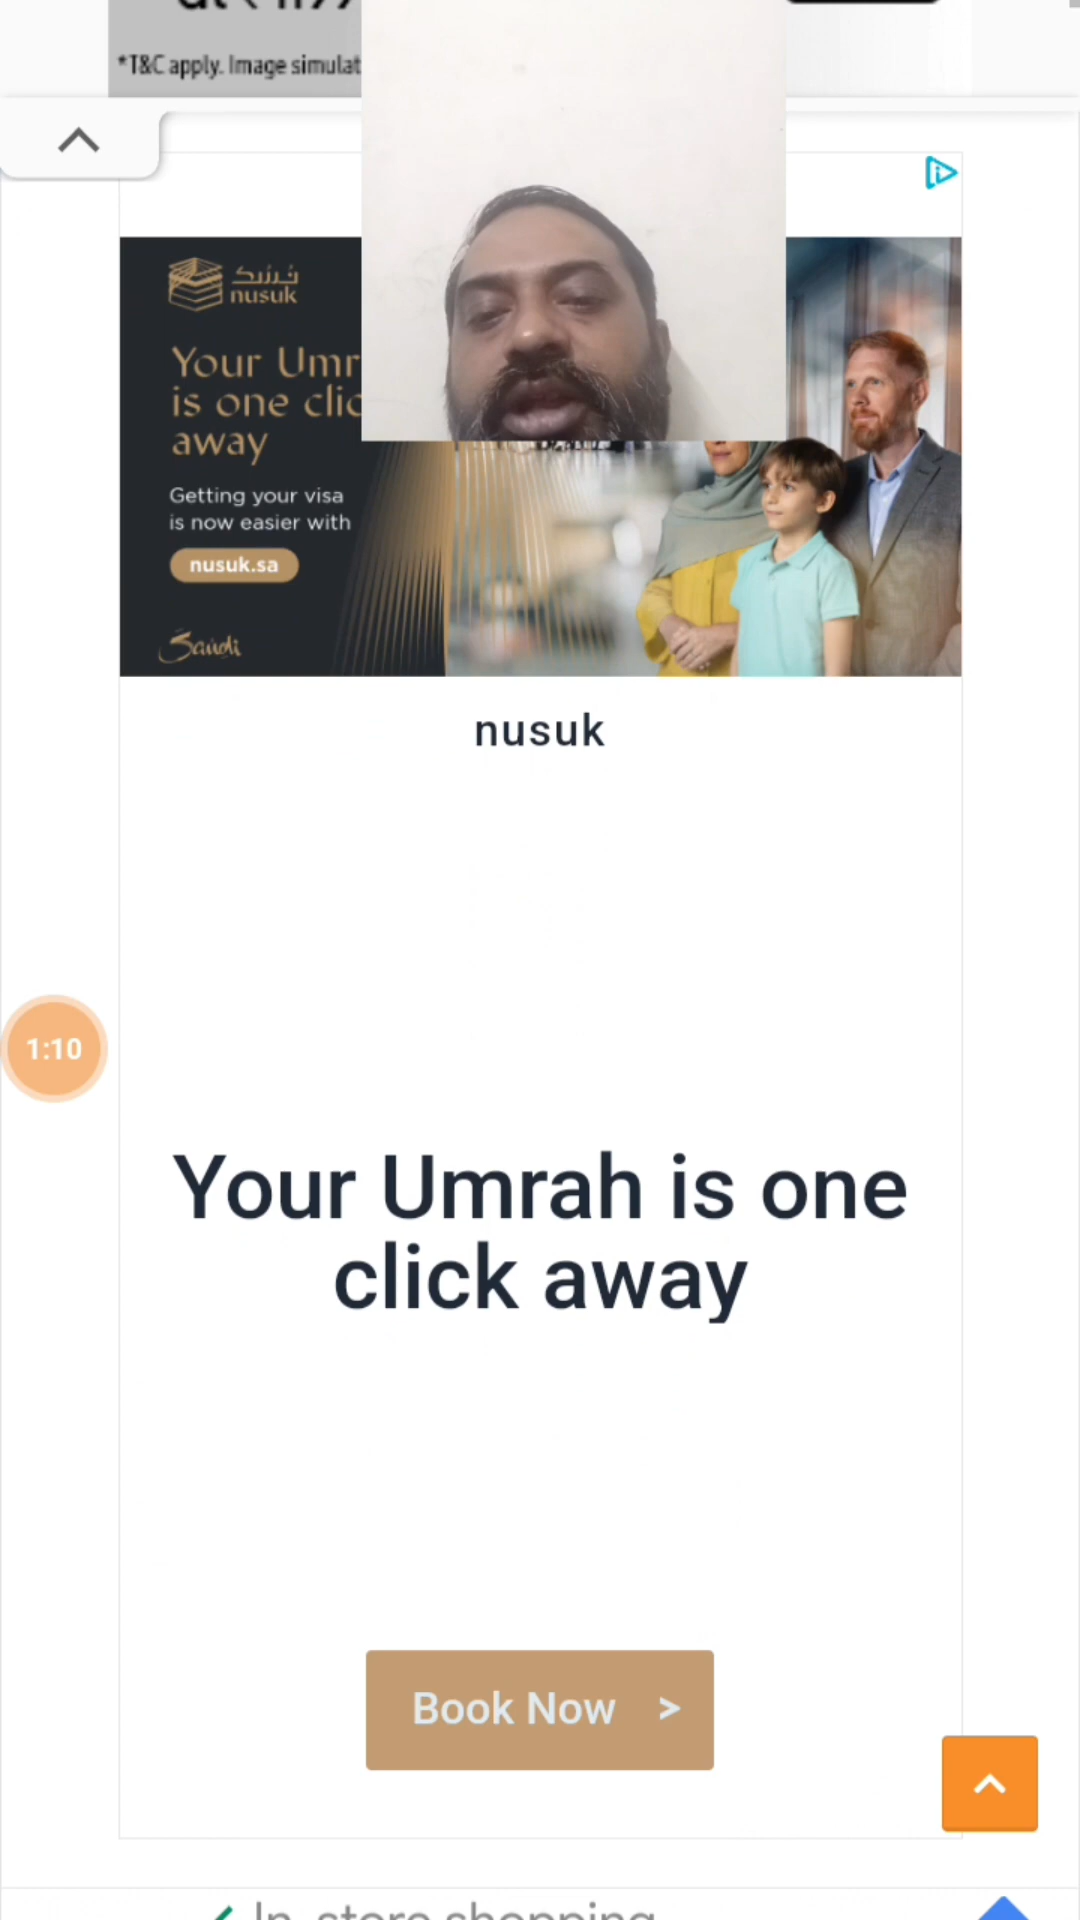 *T&C apply. Image simulat
نسك
nusuk
Your Umr
is one clic
away
Getting your visa
is now easier with
nusuk.sa
Saudi
nusuk
1:10
Your Umrah is one
click away
Book Now >
In-store shopping